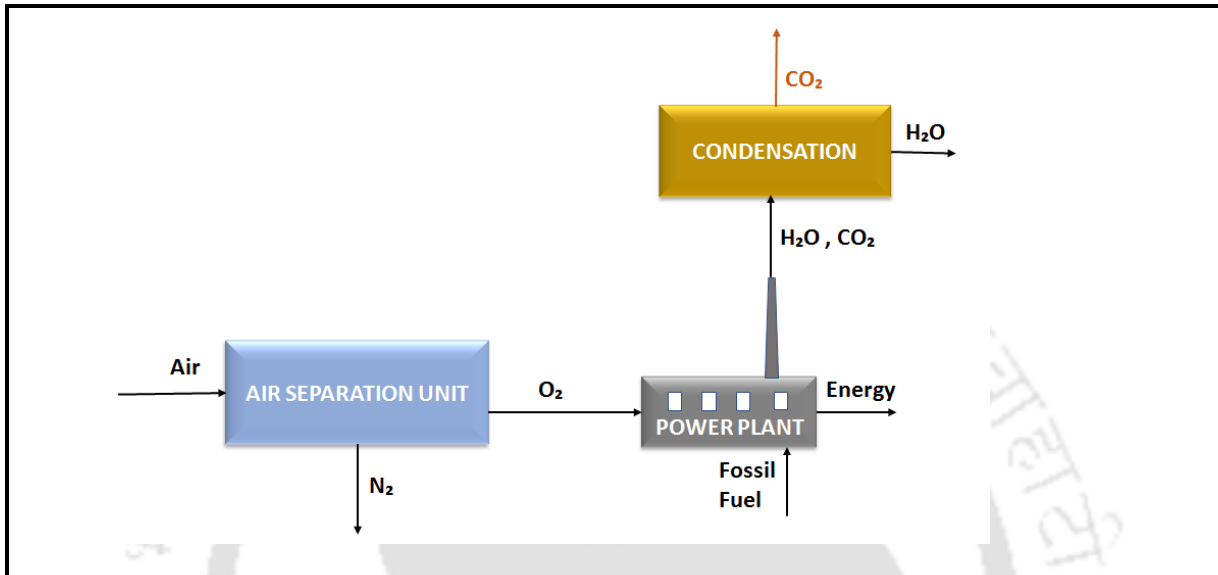 CO₂
CONDENSATION
H₂O
H₂O , CO₂
Air
AIR SEPARATION UNIT
O₂
POWER PLANT
Energy
N₂
Fossil
Fuel